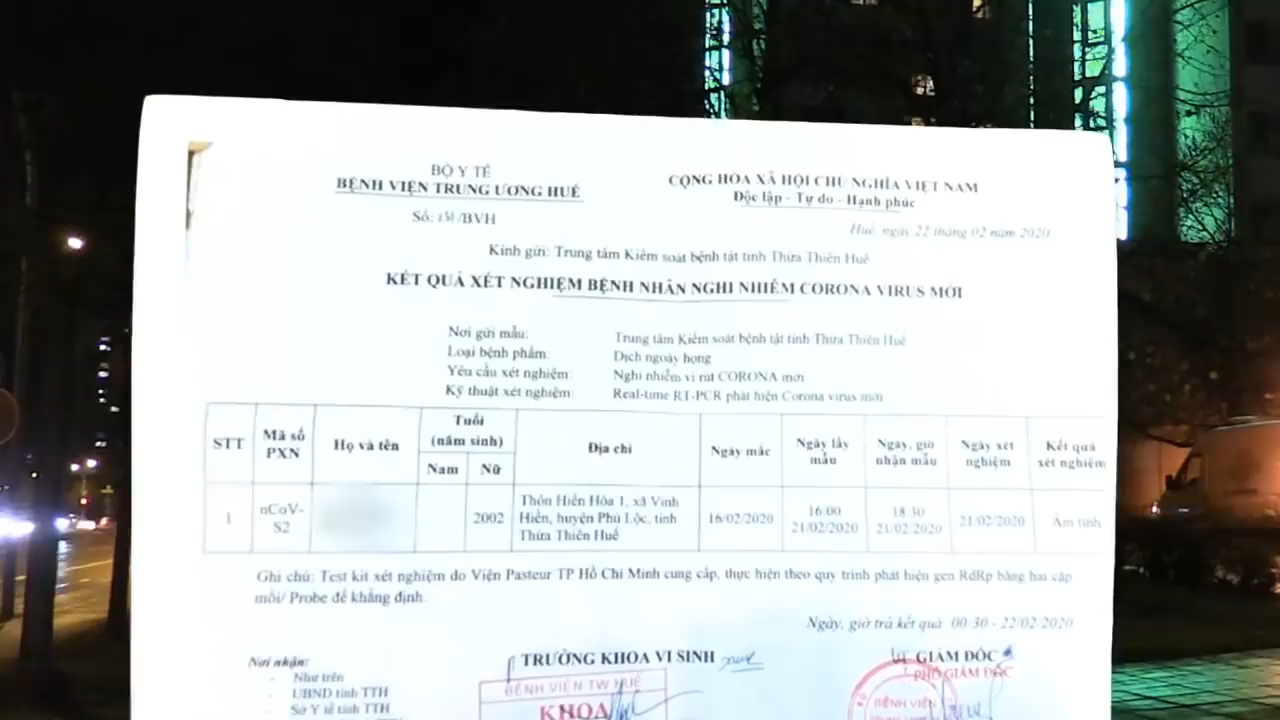 BỘ Y TẾ
BỆNH VIỆN TRUNG ƯƠNG HUẾ
Số: /BVH
CỘNG HÒA XÃ HỘI CHỦ NGHĨA VIỆT NAM
Độc lập - Tự do - Hạnh phúc
Huế, ngày 22 tháng 02 năm 2020
Kính gửi: Trung tâm Kiểm soát bệnh tật tỉnh Thừa Thiên Huế
KẾT QUẢ XÉT NGHIỆM BỆNH NHÂN NGHI NHIỄM CORONA VIRUS MỚI
Nơi gửi mẫu: Trung tâm Kiểm soát bệnh tật tỉnh Thừa Thiên Huế
Loại bệnh phẩm: Dịch ngoáy họng
Yêu cầu xét nghiệm: Nghi nhiễm vi rút CORONA mới
Kỹ thuật xét nghiệm: Real-time RT-PCR phát hiện Corona virus mới
STT Mã số PXN Họ và tên Tuổi (năm sinh) Nam Nữ Địa chỉ Ngày mắc Ngày lấy mẫu Ngày, giờ nhận mẫu Ngày xét nghiệm Kết quả xét nghiệm
1 nCoV-S2 2002 Thôn Hiền Hòa 1, xã Vinh Hiền, huyện Phú Lộc, tỉnh Thừa Thiên Huế 16/02/2020 16:00 21/02/2020 18:30 21/02/2020 21/02/2020 Âm tính
Ghi chú: Test kit xét nghiệm do Viện Pasteur TP Hồ Chí Minh cung cấp, thực hiện theo quy trình phát hiện gen RdRp bằng hai cặp
mồi/ Probe để khẳng định.
Ngày, giờ trả kết quả 00:30 - 22/02/2020
Nơi nhận:
- Như trên
- UBND tỉnh TTH
- Sở Y tế tỉnh TTH
TRƯỞNG KHOA VI SINH
BỆNH VIỆN TW HUẾ
KHOA
GIÁM ĐỐC
PHÓ GIÁM ĐỐC
BỆNH VIỆN